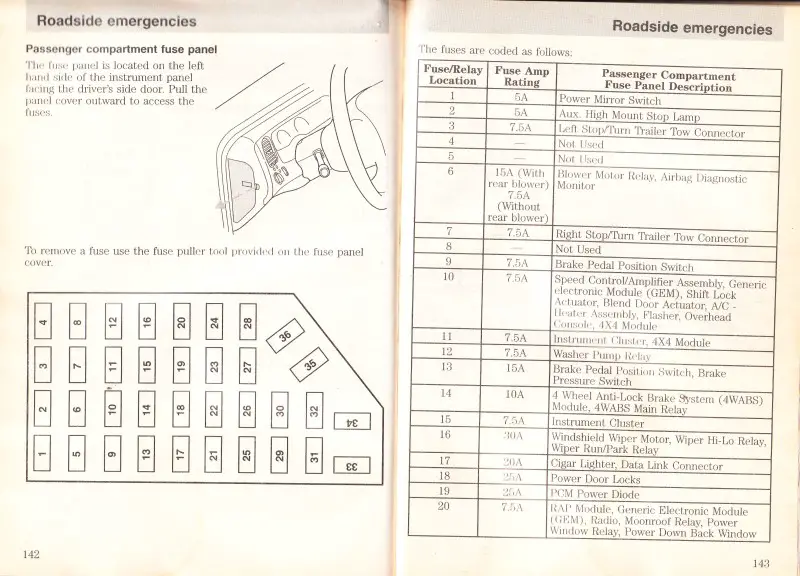 Roadside emergencies
Passenger compartment fuse panel
The fuse panel is located on the left
hand side of the instrument panel
facing the driver's side door. Pull the
panel cover outward to access the
fuses.
To remove a fuse use the fuse puller tool provided on the fuse panel
cover.
4 8 12 16 20 24 28 36
3 7 11 15 19 23 27 35
2 6 10 14 18 22 26 30 32 34
1 5 9 13 17 21 25 29 31 33
142
Roadside emergencies
The fuses are coded as follows:
Fuse/Relay Location | Fuse Amp Rating | Passenger Compartment Fuse Panel Description
1 5A Power Mirror Switch
2 5A Aux. High Mount Stop Lamp
3 7.5A Left Stop/Turn Trailer Tow Connector
4 — Not Used
5 — Not Used
6 15A (With Blower Motor Relay, Airbag Diagnostic
rear blower) Monitor
7.5A
(Without
rear blower)
7 7.5A Right Stop/Turn Trailer Tow Connector
8 — Not Used
9 7.5A Brake Pedal Position Switch
10 7.5A Speed Control/Amplifier Assembly, Generic
electronic Module (GEM), Shift Lock
Actuator, Blend Door Actuator, A/C -
Heater Assembly, Flasher, Overhead
Console, 4X4 Module
11 7.5A Instrument Cluster, 4X4 Module
12 7.5A Washer Pump Relay
13 15A Brake Pedal Position Switch, Brake
Pressure Switch
14 10A 4 Wheel Anti-Lock Brake System (4WABS)
Module, 4WABS Main Relay
15 7.5A Instrument Cluster
16 30A Windshield Wiper Motor, Wiper Hi-Lo Relay,
Wiper Run/Park Relay
17 20A Cigar Lighter, Data Link Connector
18 25A Power Door Locks
19 25A PCM Power Diode
20 7.5A RAP Module, Generic Electronic Module
(GEM), Radio, Moonroof Relay, Power
Window Relay, Power Down Back Window
143